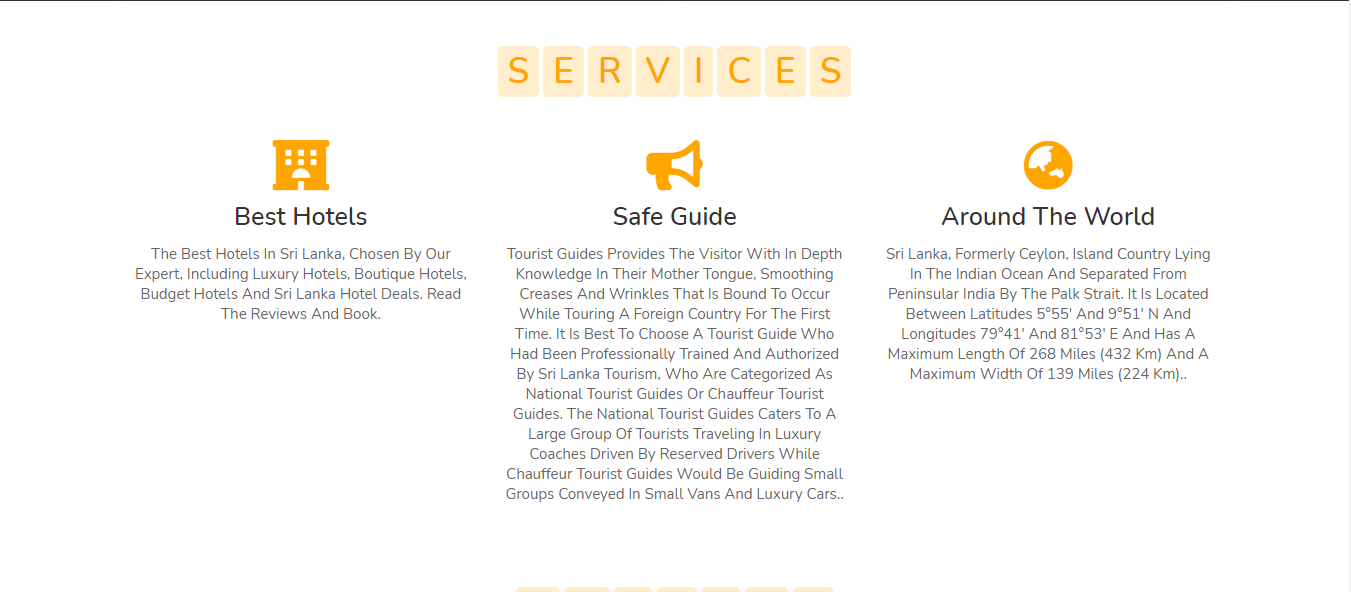 SERVICES
Best Hotels
The Best Hotels In Sri Lanka, Chosen By Our
Expert, Including Luxury Hotels, Boutique Hotels,
Budget Hotels And Sri Lanka Hotel Deals. Read
The Reviews And Book.
Safe Guide
Tourist Guides Provides The Visitor With In Depth
Knowledge In Their Mother Tongue, Smoothing
Creases And Wrinkles That Is Bound To Occur
While Touring A Foreign Country For The First
Time. It Is Best To Choose A Tourist Guide Who
Had Been Professionally Trained And Authorized
By Sri Lanka Tourism, Who Are Categorized As
National Tourist Guides Or Chauffeur Tourist
Guides. The National Tourist Guides Caters To A
Large Group Of Tourists Traveling In Luxury
Coaches Driven By Reserved Drivers While
Chauffeur Tourist Guides Would Be Guiding Small
Groups Conveyed In Small Vans And Luxury Cars..
Around The World
Sri Lanka, Formerly Ceylon, Island Country Lying
In The Indian Ocean And Separated From
Peninsular India By The Palk Strait. It Is Located
Between Latitudes 5°55' And 9°51' N And
Longitudes 79°41' And 81°53' E And Has A
Maximum Length Of 268 Miles (432 Km) And A
Maximum Width Of 139 Miles (224 Km)..